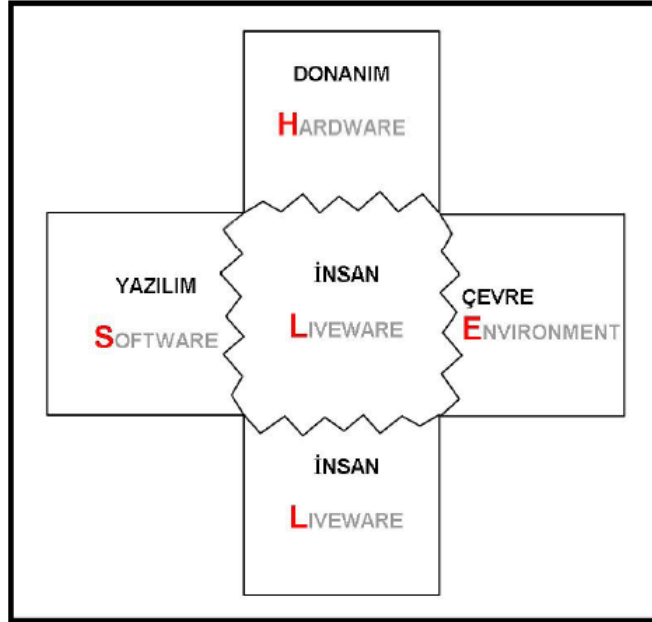 DONANIM
HARDWARE
YAZILIM
SOFTWARE
İNSAN
LIVEWARE
ÇEVRE
ENVIRONMENT
İNSAN
LIVEWARE